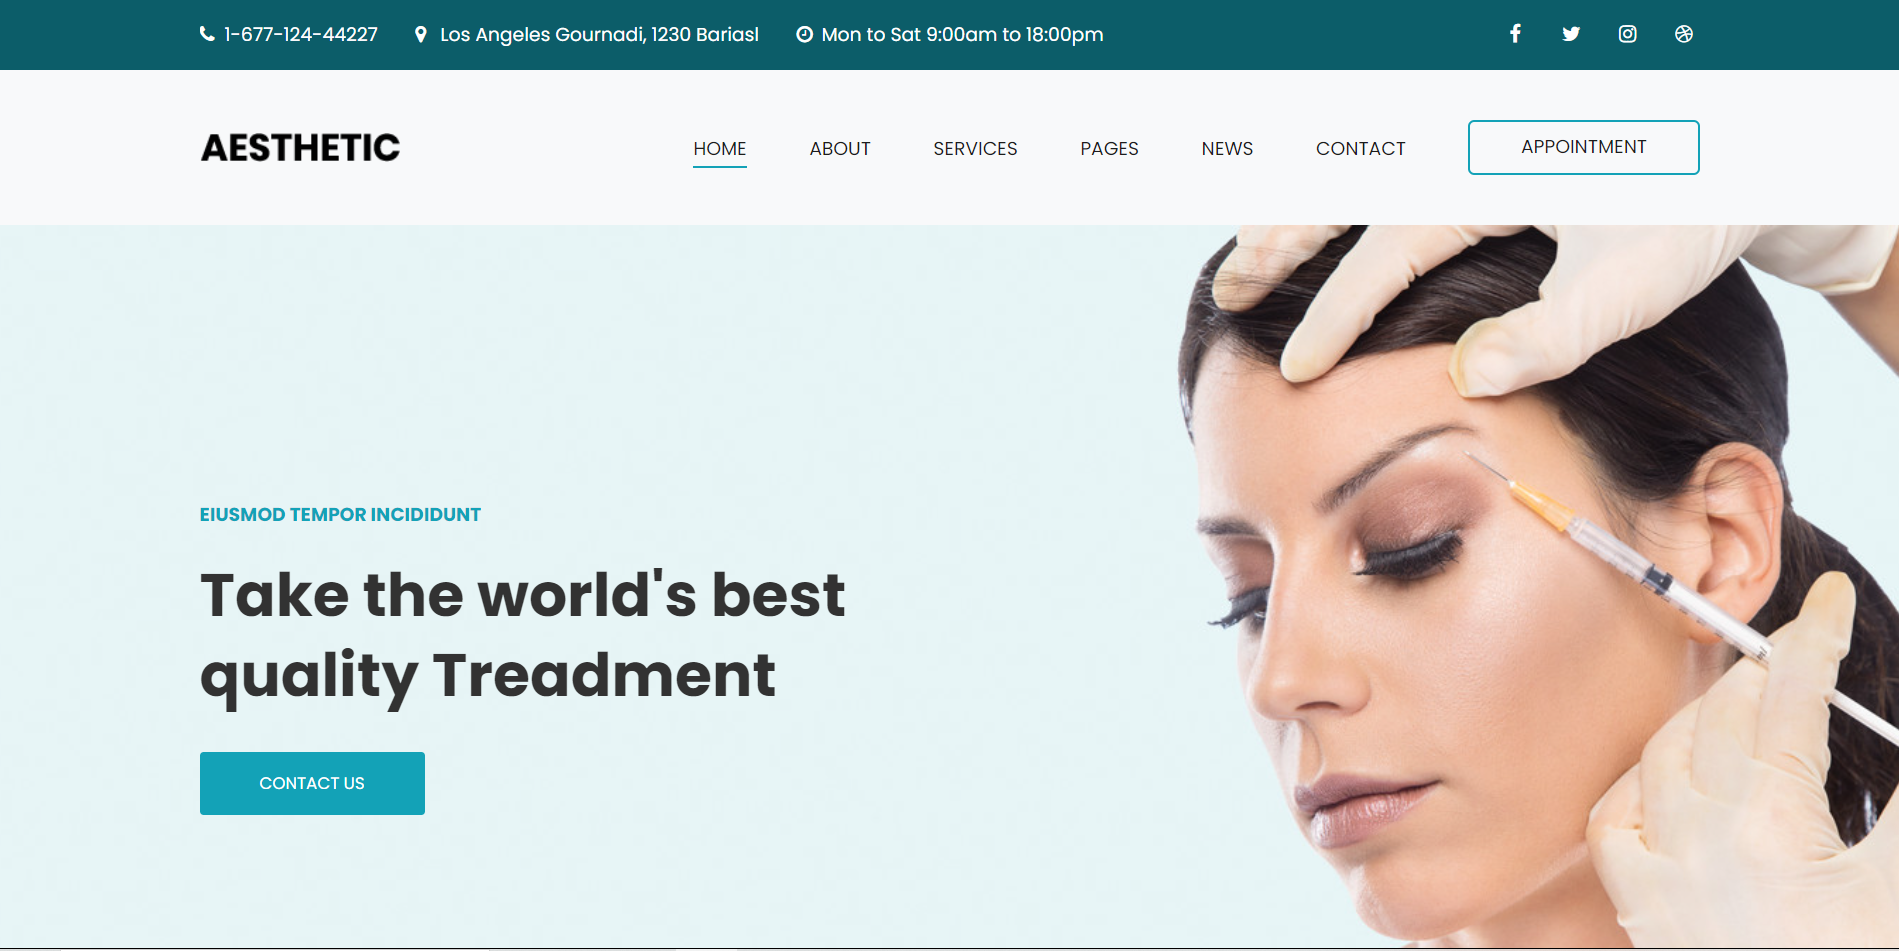 1-677-124-44227
Los Angeles Gournadi, 1230 Bariasl
Mon to Sat 9:00am to 18:00pm
AESTHETIC
HOME
ABOUT
SERVICES
PAGES
NEWS
CONTACT
APPOINTMENT
EIUSMOD TEMPOR INCIDIDUNT
Take the world's best
quality Treadment
CONTACT US